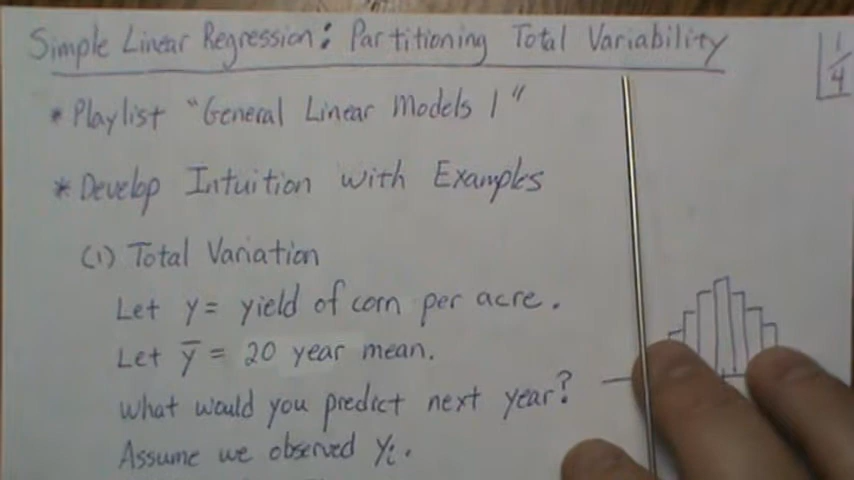 Simple Linear Regression: Partitioning Total Variability
1/4
* Playlist "General Linear Models 1"
* Develop Intuition with Examples
(1) Total Variation
Let y = yield of corn per acre.
Let ȳ = 20 year mean.
What would you predict next year?
Assume we observed yᵢ.